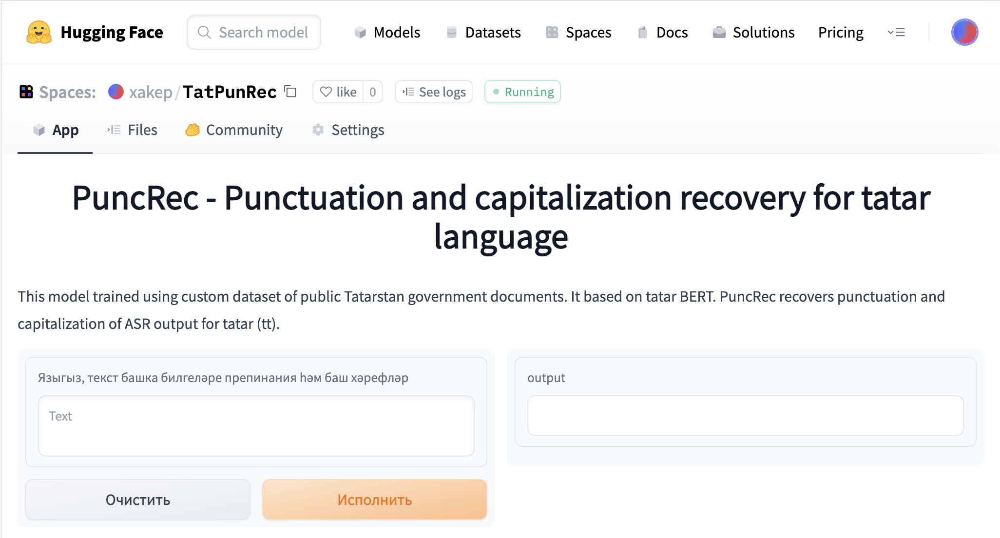 Hugging Face Search model Models Datasets Spaces Docs Solutions Pricing
Spaces: xakep/TatPunRec like 0 See logs Running
App Files Community Settings
PuncRec - Punctuation and capitalization recovery for tatar
language
This model trained using custom dataset of public Tatarstan government documents. It based on tatar BERT. PuncRec recovers punctuation and
capitalization of ASR output for tatar (tt).
Языгыз, текст башка билгеләре препинания һәм баш хәрефләр
Text
output
Очистить Исполнить